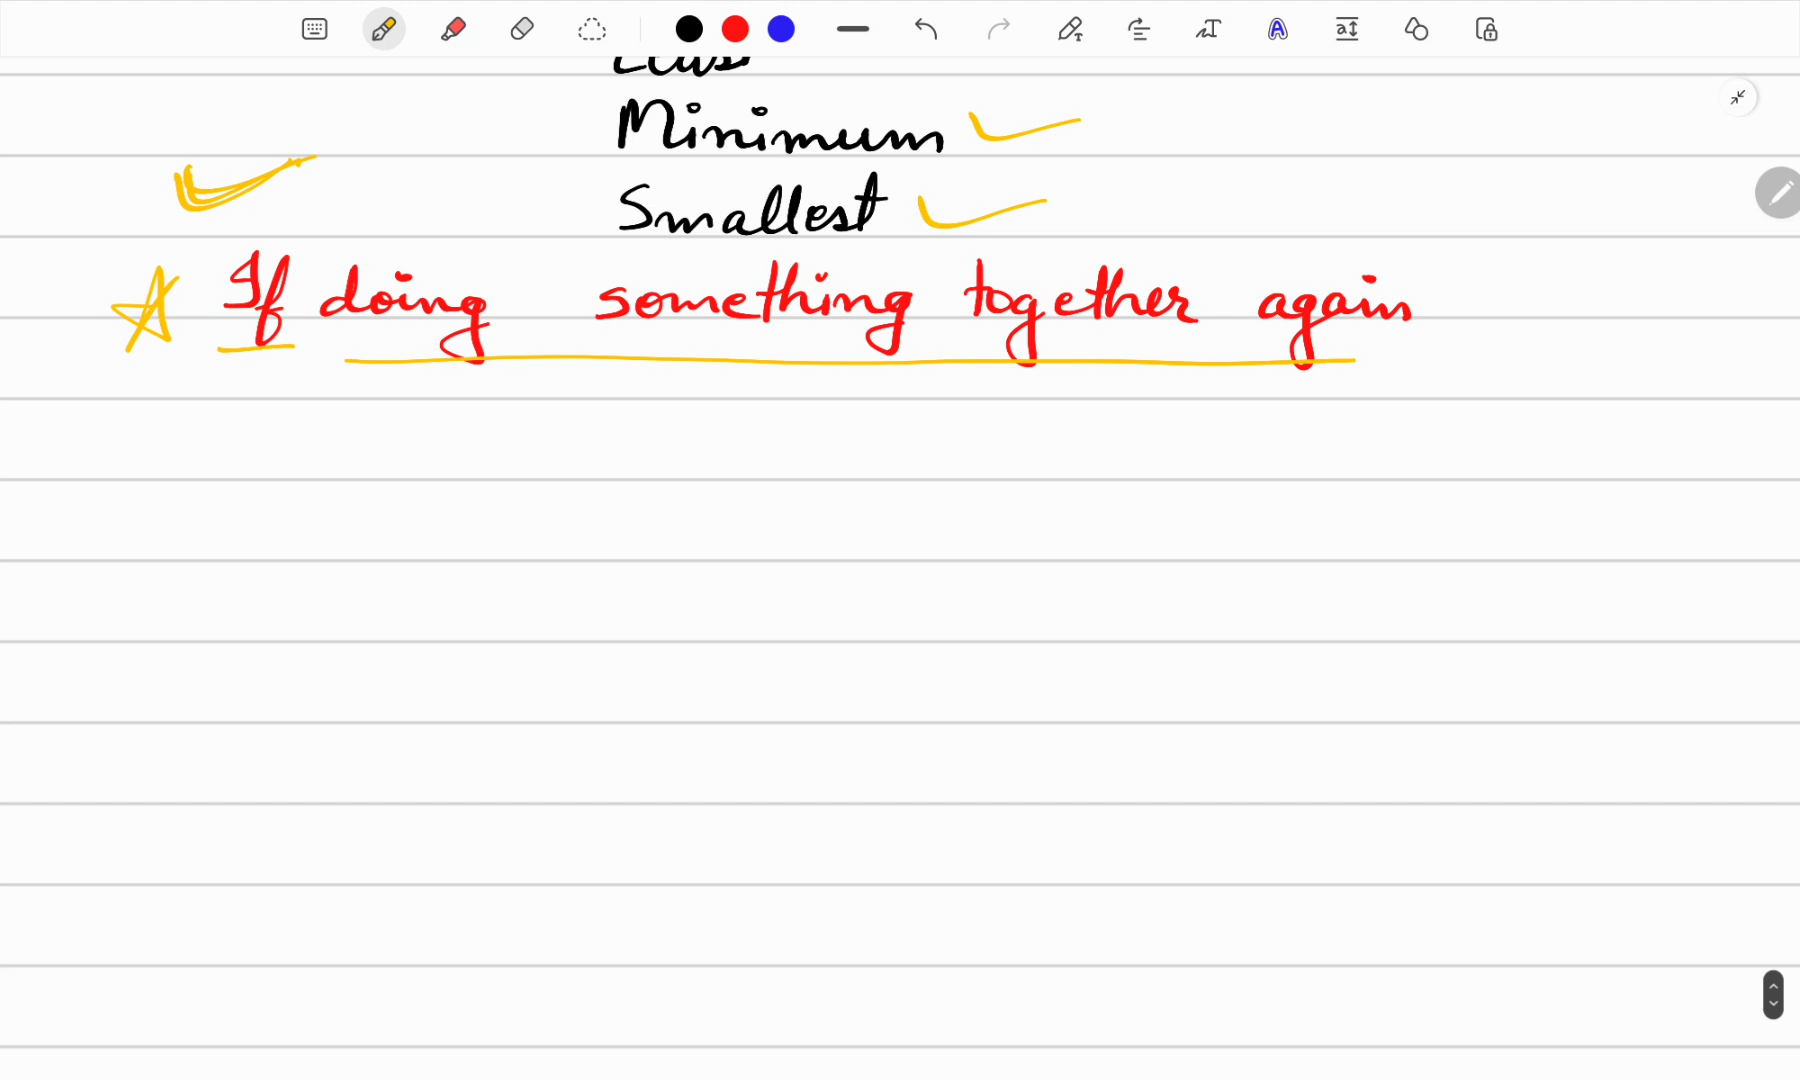 Minimum
Smallest
If doing something together again